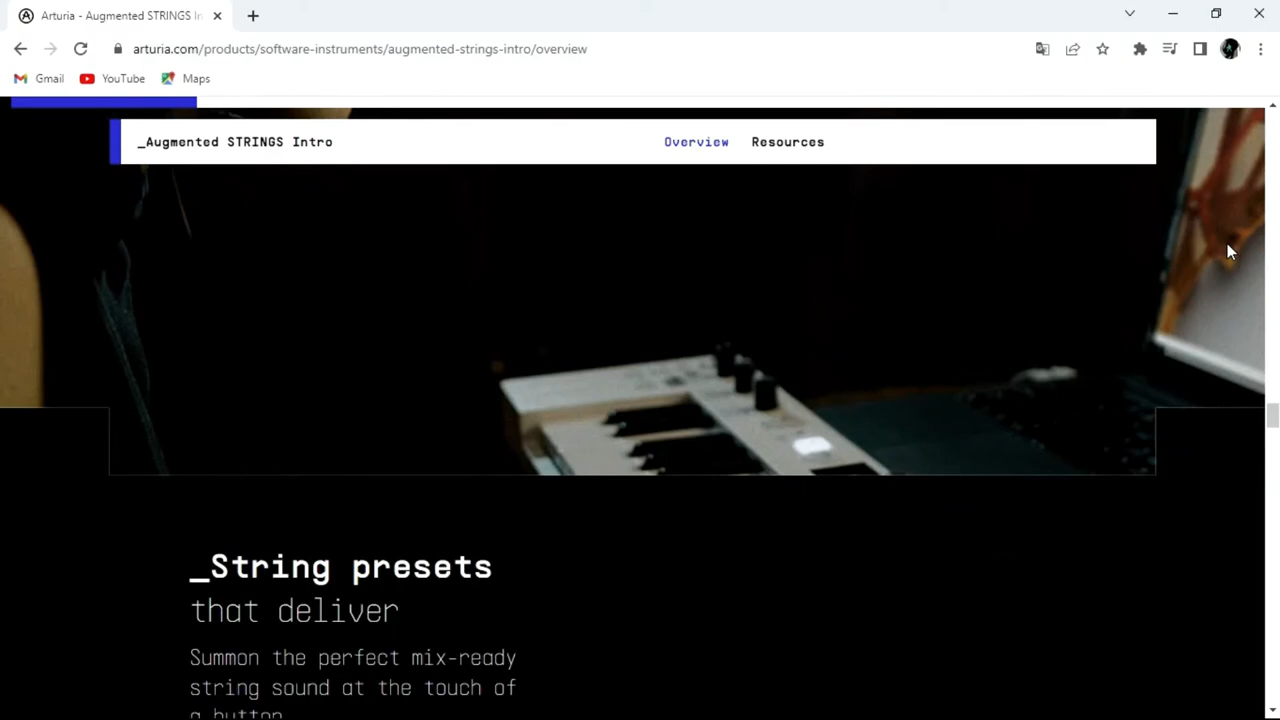 Arturia - Augmented STRINGS In
arturia.com/products/software-instruments/augmented-strings-intro/overview
Gmail YouTube Maps
_Augmented STRINGS Intro Overview Resources
_String presets
that deliver
Summon the perfect mix-ready
string sound at the touch of
a button